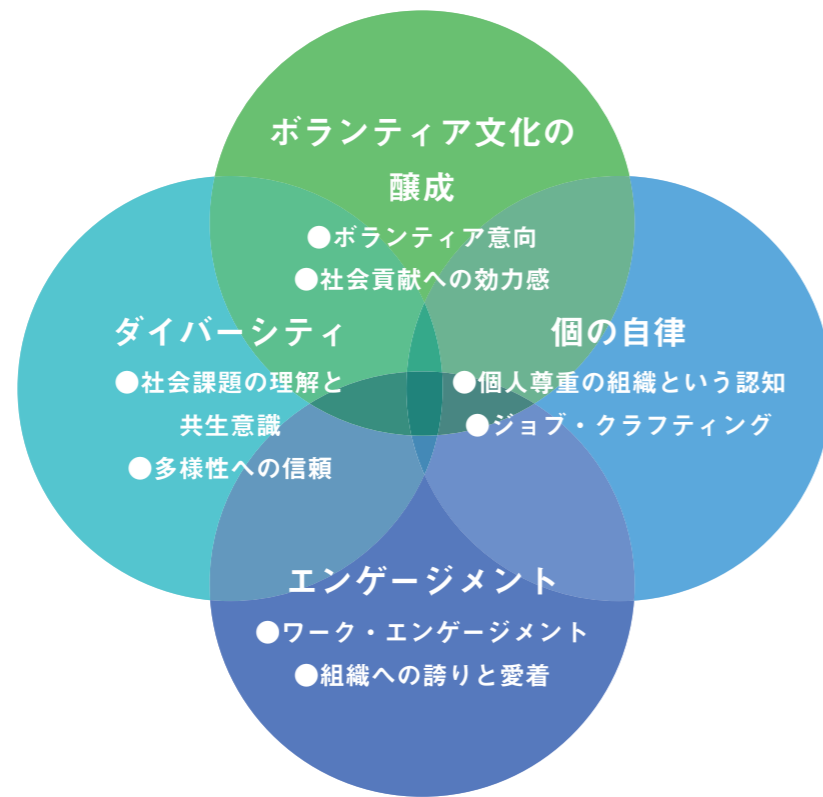 ボランティア文化の
醸成
●ボランティア意向
●社会貢献への効力感
ダイバーシティ
●社会課題の理解と
共生意識
●多様性への信頼
個の自律
●個人尊重の組織という認知
●ジョブ・クラフティング
エンゲージメント
●ワーク・エンゲージメント
●組織への誇りと愛着